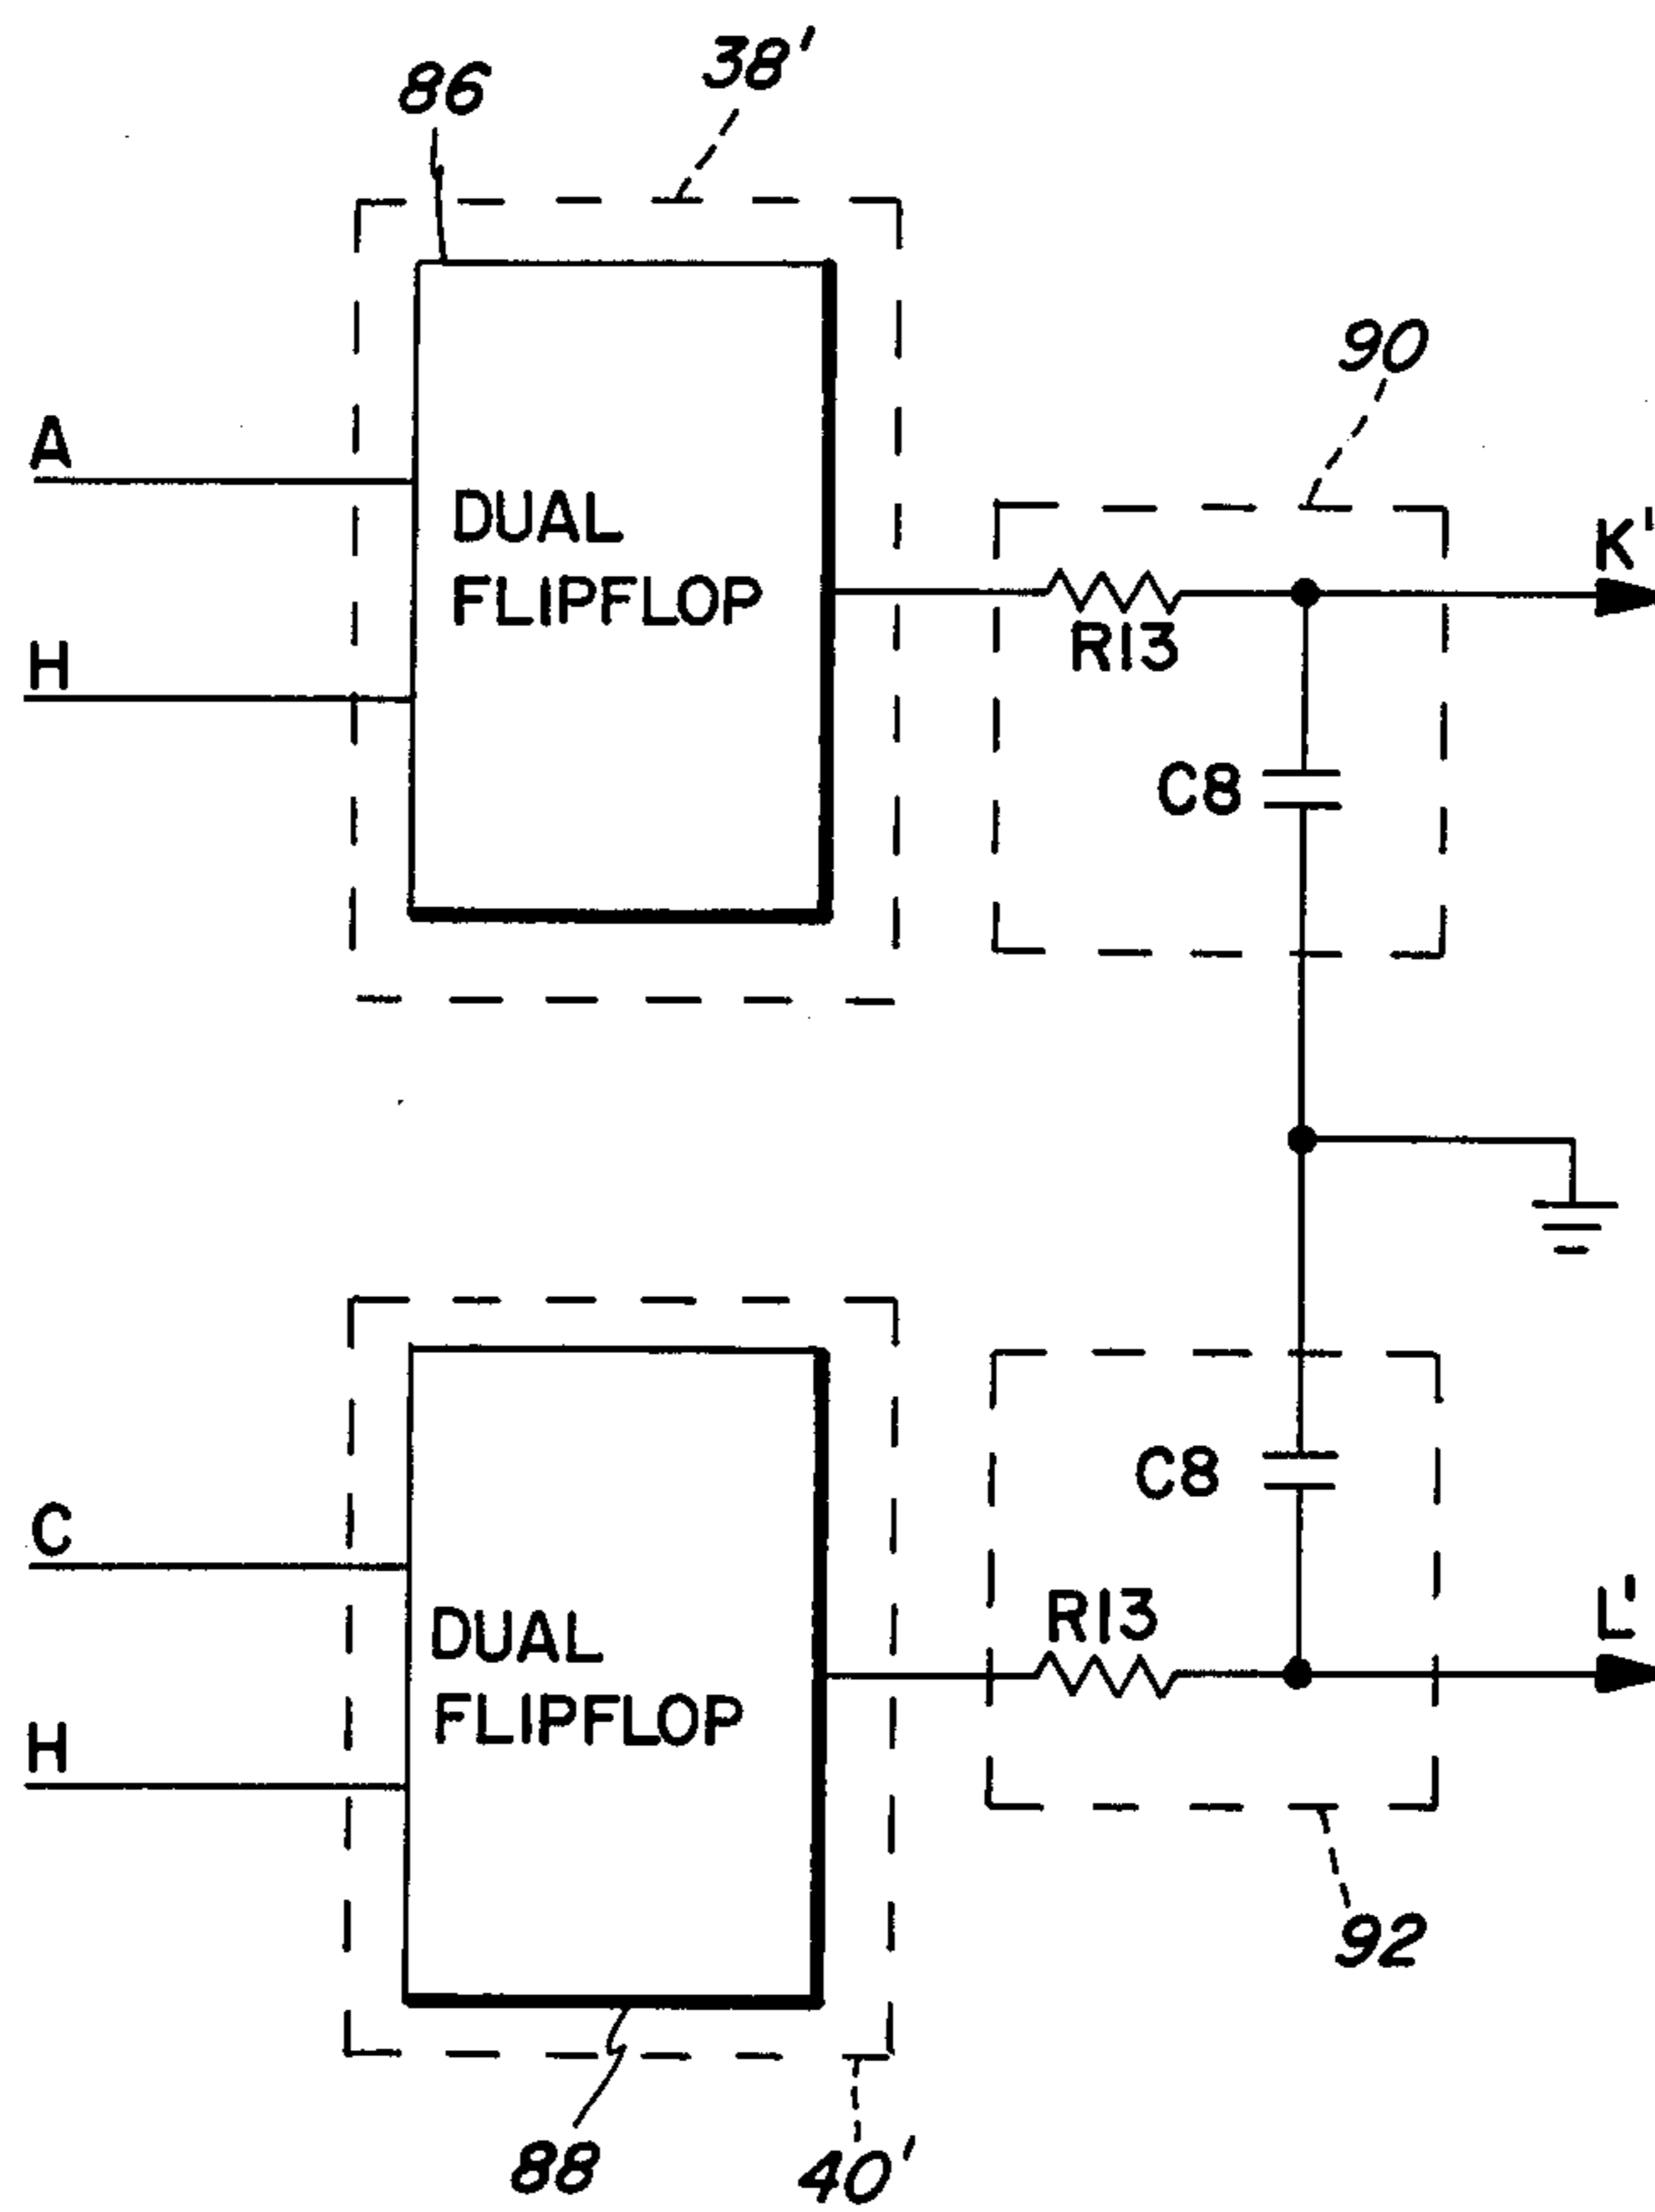 38'
86
90
A
K'
DUAL
FLIPFLOP
R13
H
C8
C8
C
R13
L'
DUAL
FLIPFLOP
H
92
88
40'